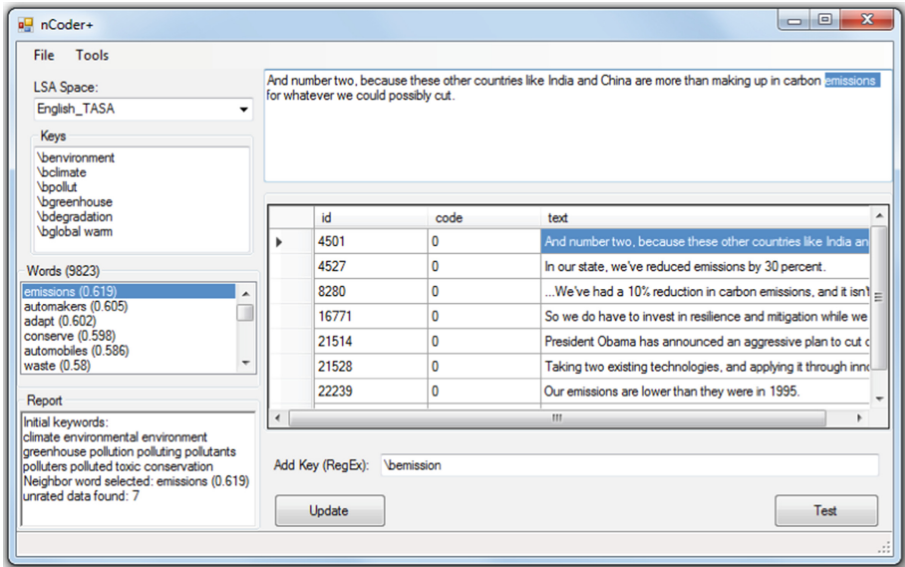 nCoder+
File Tools
LSA Space:
English_TASA
Keys
\benvironment
\bclimate
\bpollut
\bgreenhouse
\bdegradation
\bglobal warm
Words (9823)
emissions (0.619)
automakers (0.605)
adapt (0.602)
conserve (0.598)
automobiles (0.586)
waste (0.58)
Report
Initial keywords:
climate environmental environment
greenhouse pollution polluting pollutants
polluters polluted toxic conservation
Neighbor word selected: emissions (0.619)
unrated data found: 7
And number two, because these other countries like India and China are more than making up in carbon emissions
for whatever we could possibly cut.
id code text
4501 0 And number two, because these other countries like India an
4527 0 In our state, we've reduced emissions by 30 percent.
8280 0 ...We've had a 10% reduction in carbon emissions, and it isn't
16771 0 So we do have to invest in resilience and mitigation while we
21514 0 President Obama has announced an aggressive plan to cut c
21528 0 Taking two existing technologies, and applying it through inno
22239 0 Our emissions are lower than they were in 1995.
Add Key (RegEx): \bemission
Update Test